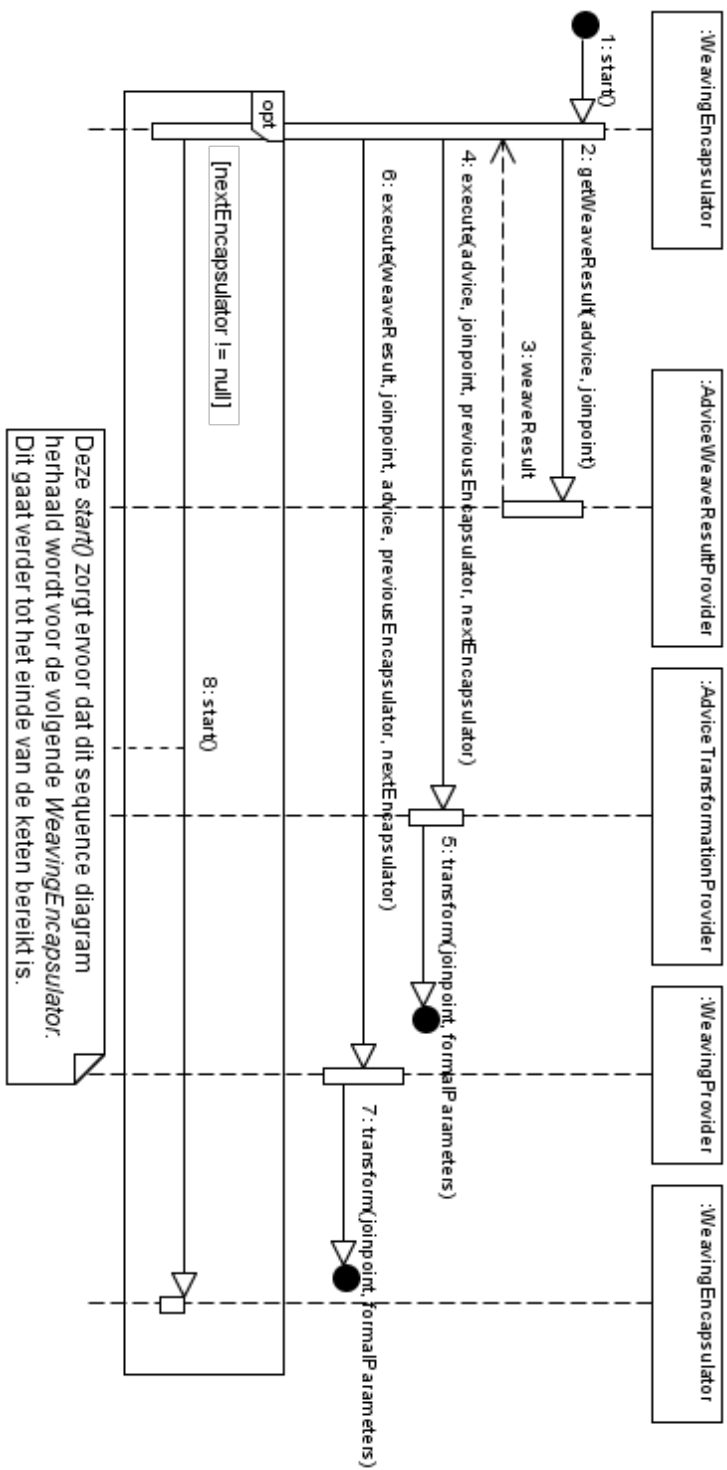 :WeavingEncapsulator
:AdviceWeaveResultProvider
:AdviceTransformationProvider
:WeavingProvider
:WeavingEncapsulator
1: start()
2: getWeaveResult(advice, joinpoint)
3: weaveResult
4: execute(advice, joinpoint, previousEncapsulator, nextEncapsulator)
5: transform(joinpoint, formalParameters)
6: execute(weaveResult, joinpoint, advice, previousEncapsulator, nextEncapsulator)
7: transform(joinpoint, formalParameters)
opt
[nextEncapsulator != null]
8: start()
Deze start() zorgt ervoor dat dit sequence diagram
herhaald wordt voor de volgende WeavingEncapsulator.
Dit gaat verder tot het einde van de keten bereikt is.